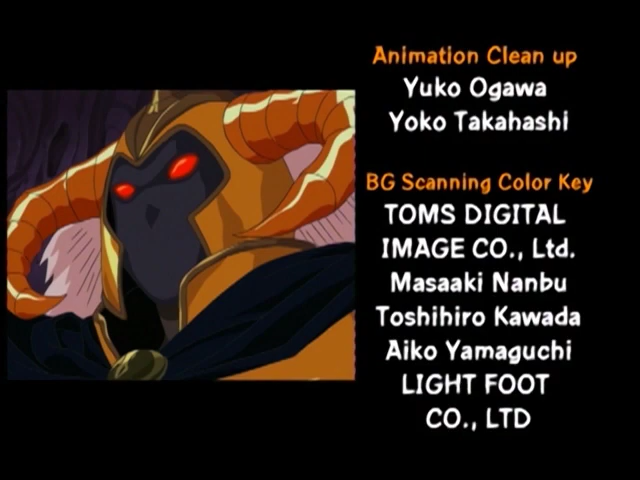 Animation Clean up
Yuko Ogawa
Yoko Takahashi
BG Scanning Color Key
TOMS DIGITAL
IMAGE CO., Ltd.
Masaaki Nanbu
Toshihiro Kawada
Aiko Yamaguchi
LIGHT FOOT
CO., LTD